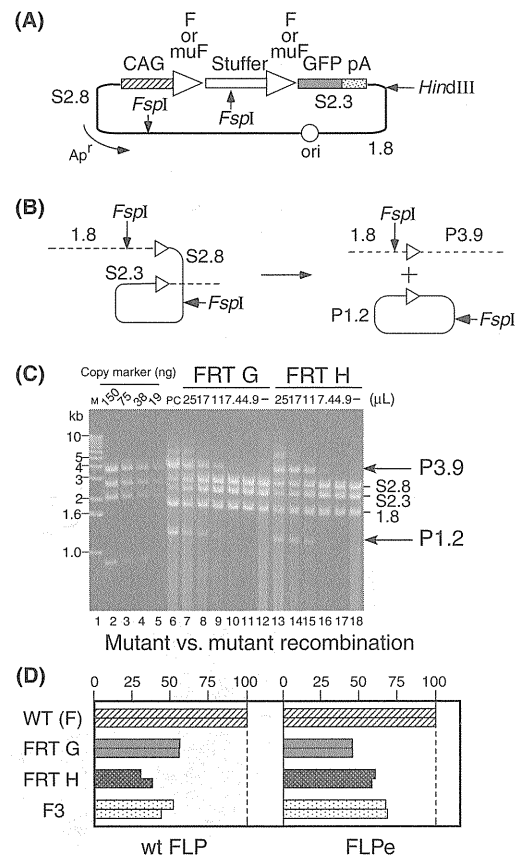 (A)
F or muF
F or muF
CAG
Stuffer
GFP
pA
S2.8
FspI
FspI
S2.3
HindIII
Apr
ori
1.8
(B)
FspI
1.8
S2.8
S2.3
FspI
FspI
1.8
P3.9
+
P1.2
FspI
(C)
Copy marker (ng)
FRT G
FRT H
M 150 75 38 19 PC 25 17 11 7.4 4.9 – 25 17 11 7.4 4.9 – (µL)
kb
10
5
4
3
2
1.6
1.0
P3.9
S2.8
S2.3
1.8
P1.2
1 2 3 4 5 6 7 8 9 10 11 12 13 14 15 16 17 18
Mutant vs. mutant recombination
(D)
0 25 50 75 100 0 25 50 75 100
WT (F)
FRT G
FRT H
F3
wt FLP
FLPe